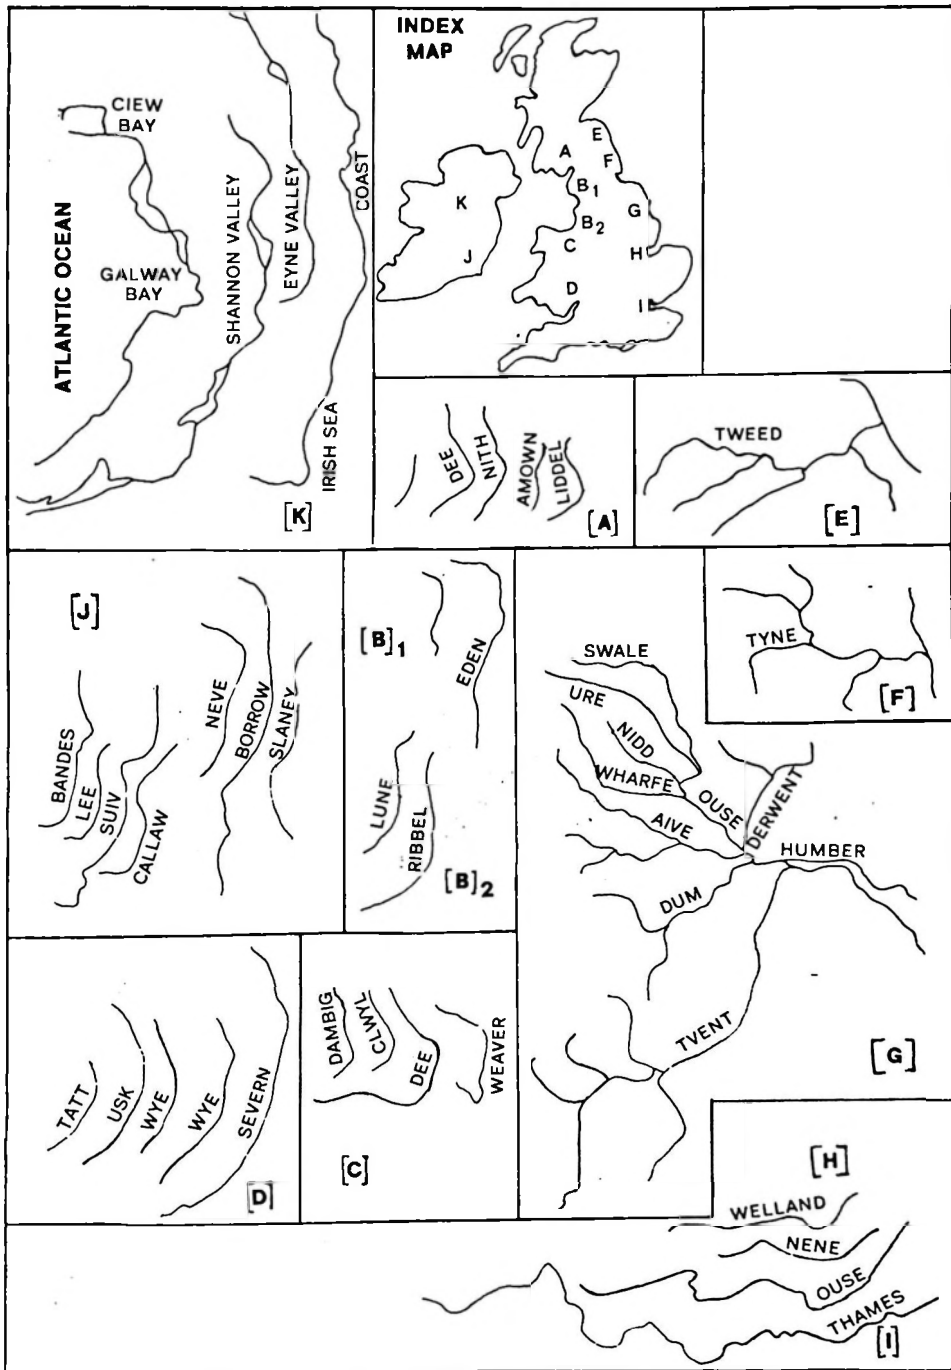 INDEX
MAP
CIEW
BAY
ATLANTIC OCEAN
GALWAY
BAY
SHANNON VALLEY
EYNE VALLEY
COAST
IRISH SEA
[K]
E
A
F
B1
K
G
B2
C
H
J
D
I
DEE
NITH
AMOWN
LIDDEL
[A]
TWEED
[E]
[J]
BANDES
LEE
SUIV
CALLAW
NEVE
BORROW
SLANEY
[B]1
EDEN
LUNE
RIBBEL
[B]2
TYNE
[F]
SWALE
URE
NIDD
WHARFE
OUSE
DERWENT
AIVE
HUMBER
DUM
TVENT
[G]
TATT
USK
WYE
WYE
SEVERN
[D]
DAMBIG
CLWYL
DEE
WEAVER
[C]
[H]
WELLAND
NENE
OUSE
THAMES
[I]